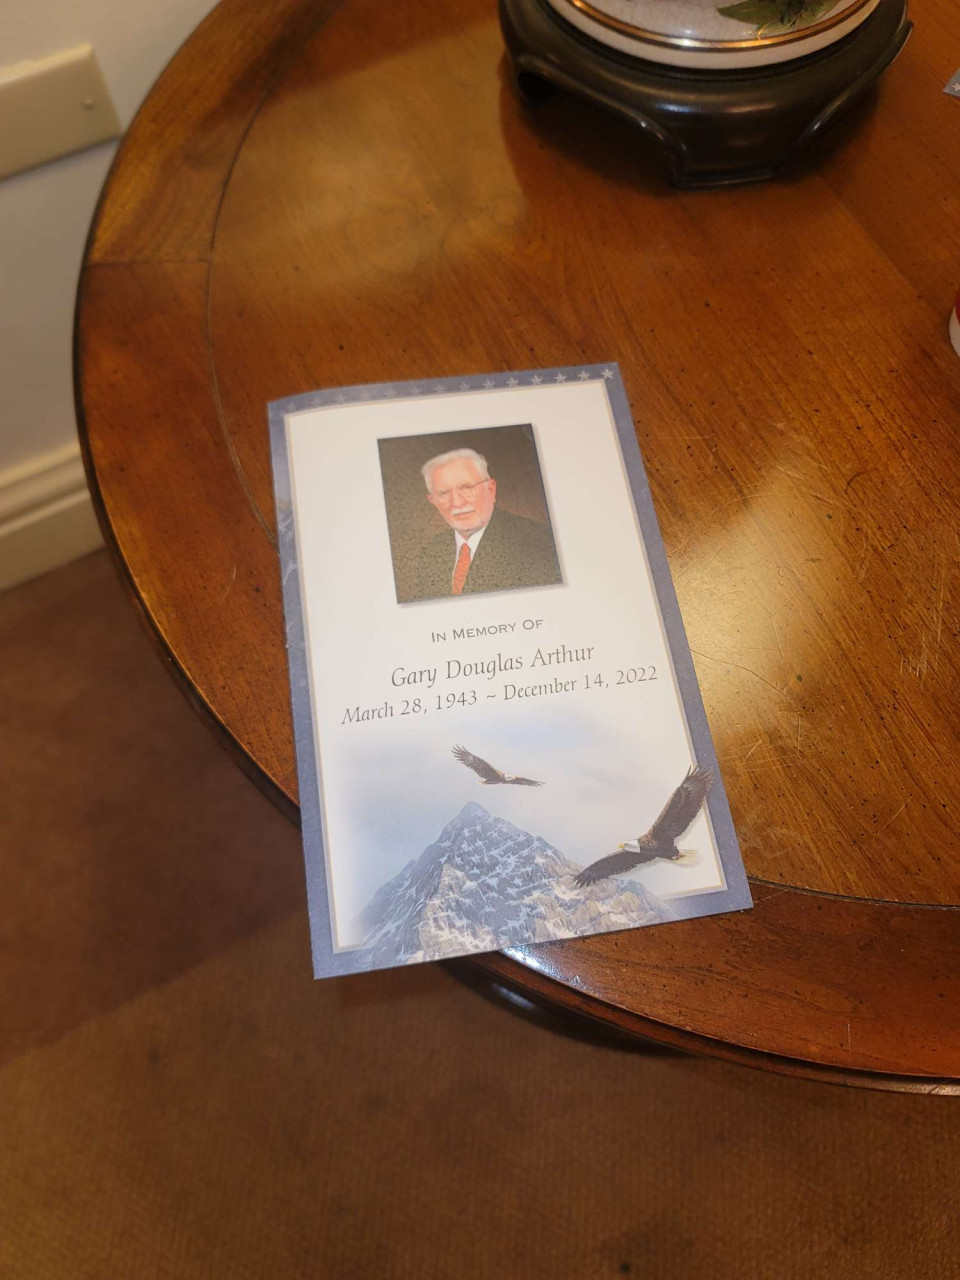 In Memory Of
Gary Douglas Arthur
March 28, 1943 ~ December 14, 2022